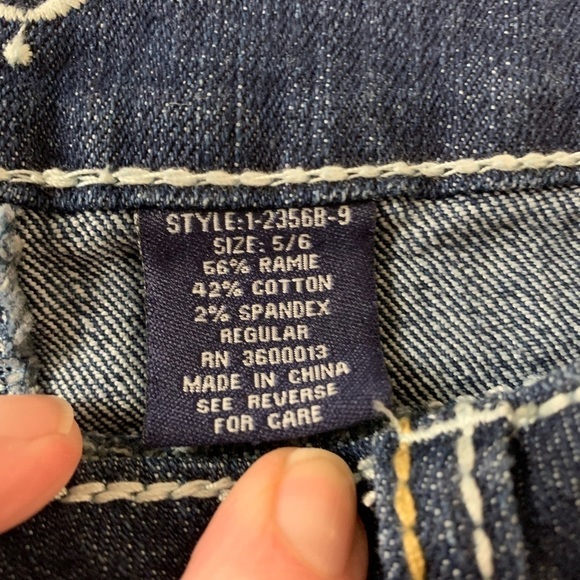 STYLE:1-2356B-9
SIZE: 5/6
56% RAMIE
42% COTTON
2% SPANDEX
REGULAR
RN 3600013
MADE IN CHINA
SEE REVERSE
FOR CARE